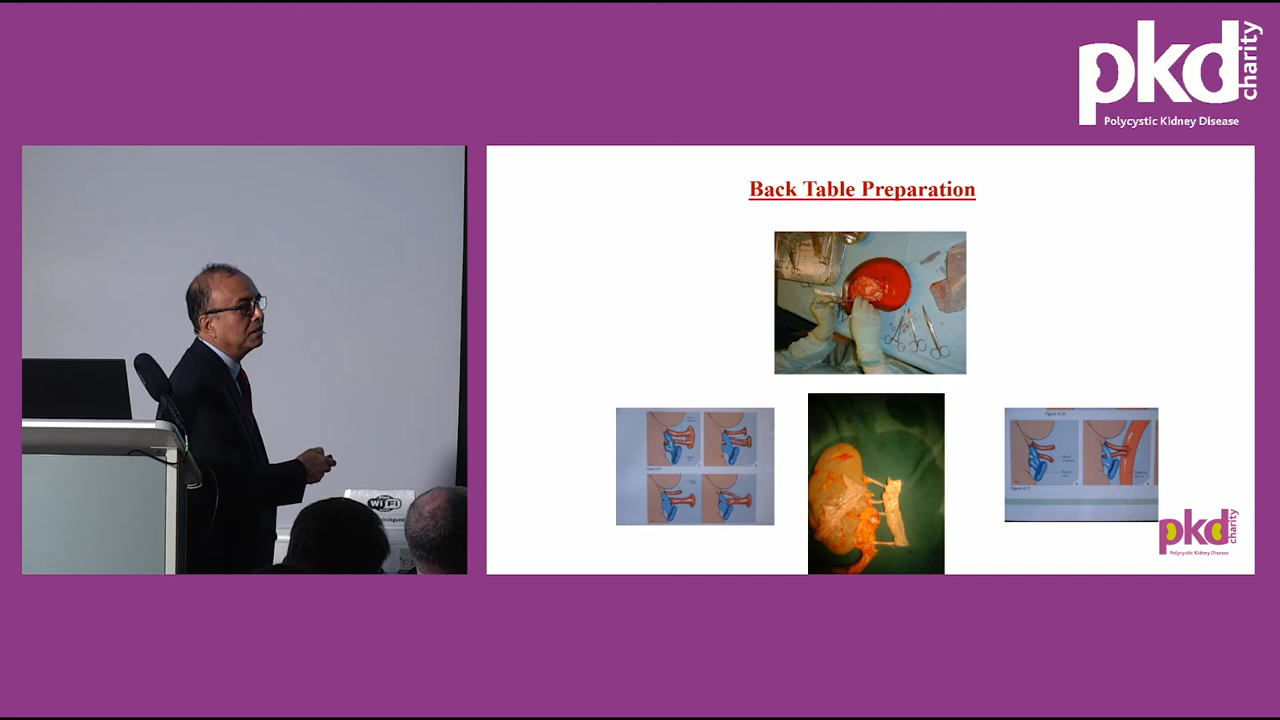 pkd charity
Polycystic Kidney Disease
Back Table Preparation
WiFi
pkd charity
Polycystic Kidney Disease